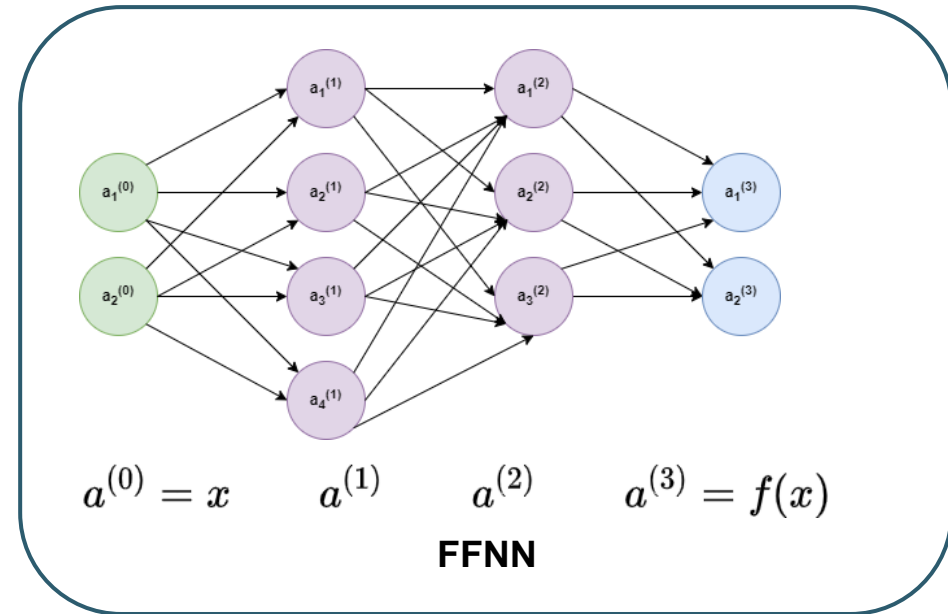 a₁⁽¹⁾ a₁⁽²⁾
a₁⁽⁰⁾ a₂⁽¹⁾ a₂⁽²⁾ a₁⁽³⁾
a₂⁽⁰⁾ a₃⁽¹⁾ a₃⁽²⁾ a₂⁽³⁾
a₄⁽¹⁾
a⁽⁰⁾ = x a⁽¹⁾ a⁽²⁾ a⁽³⁾ = f(x)
FFNN